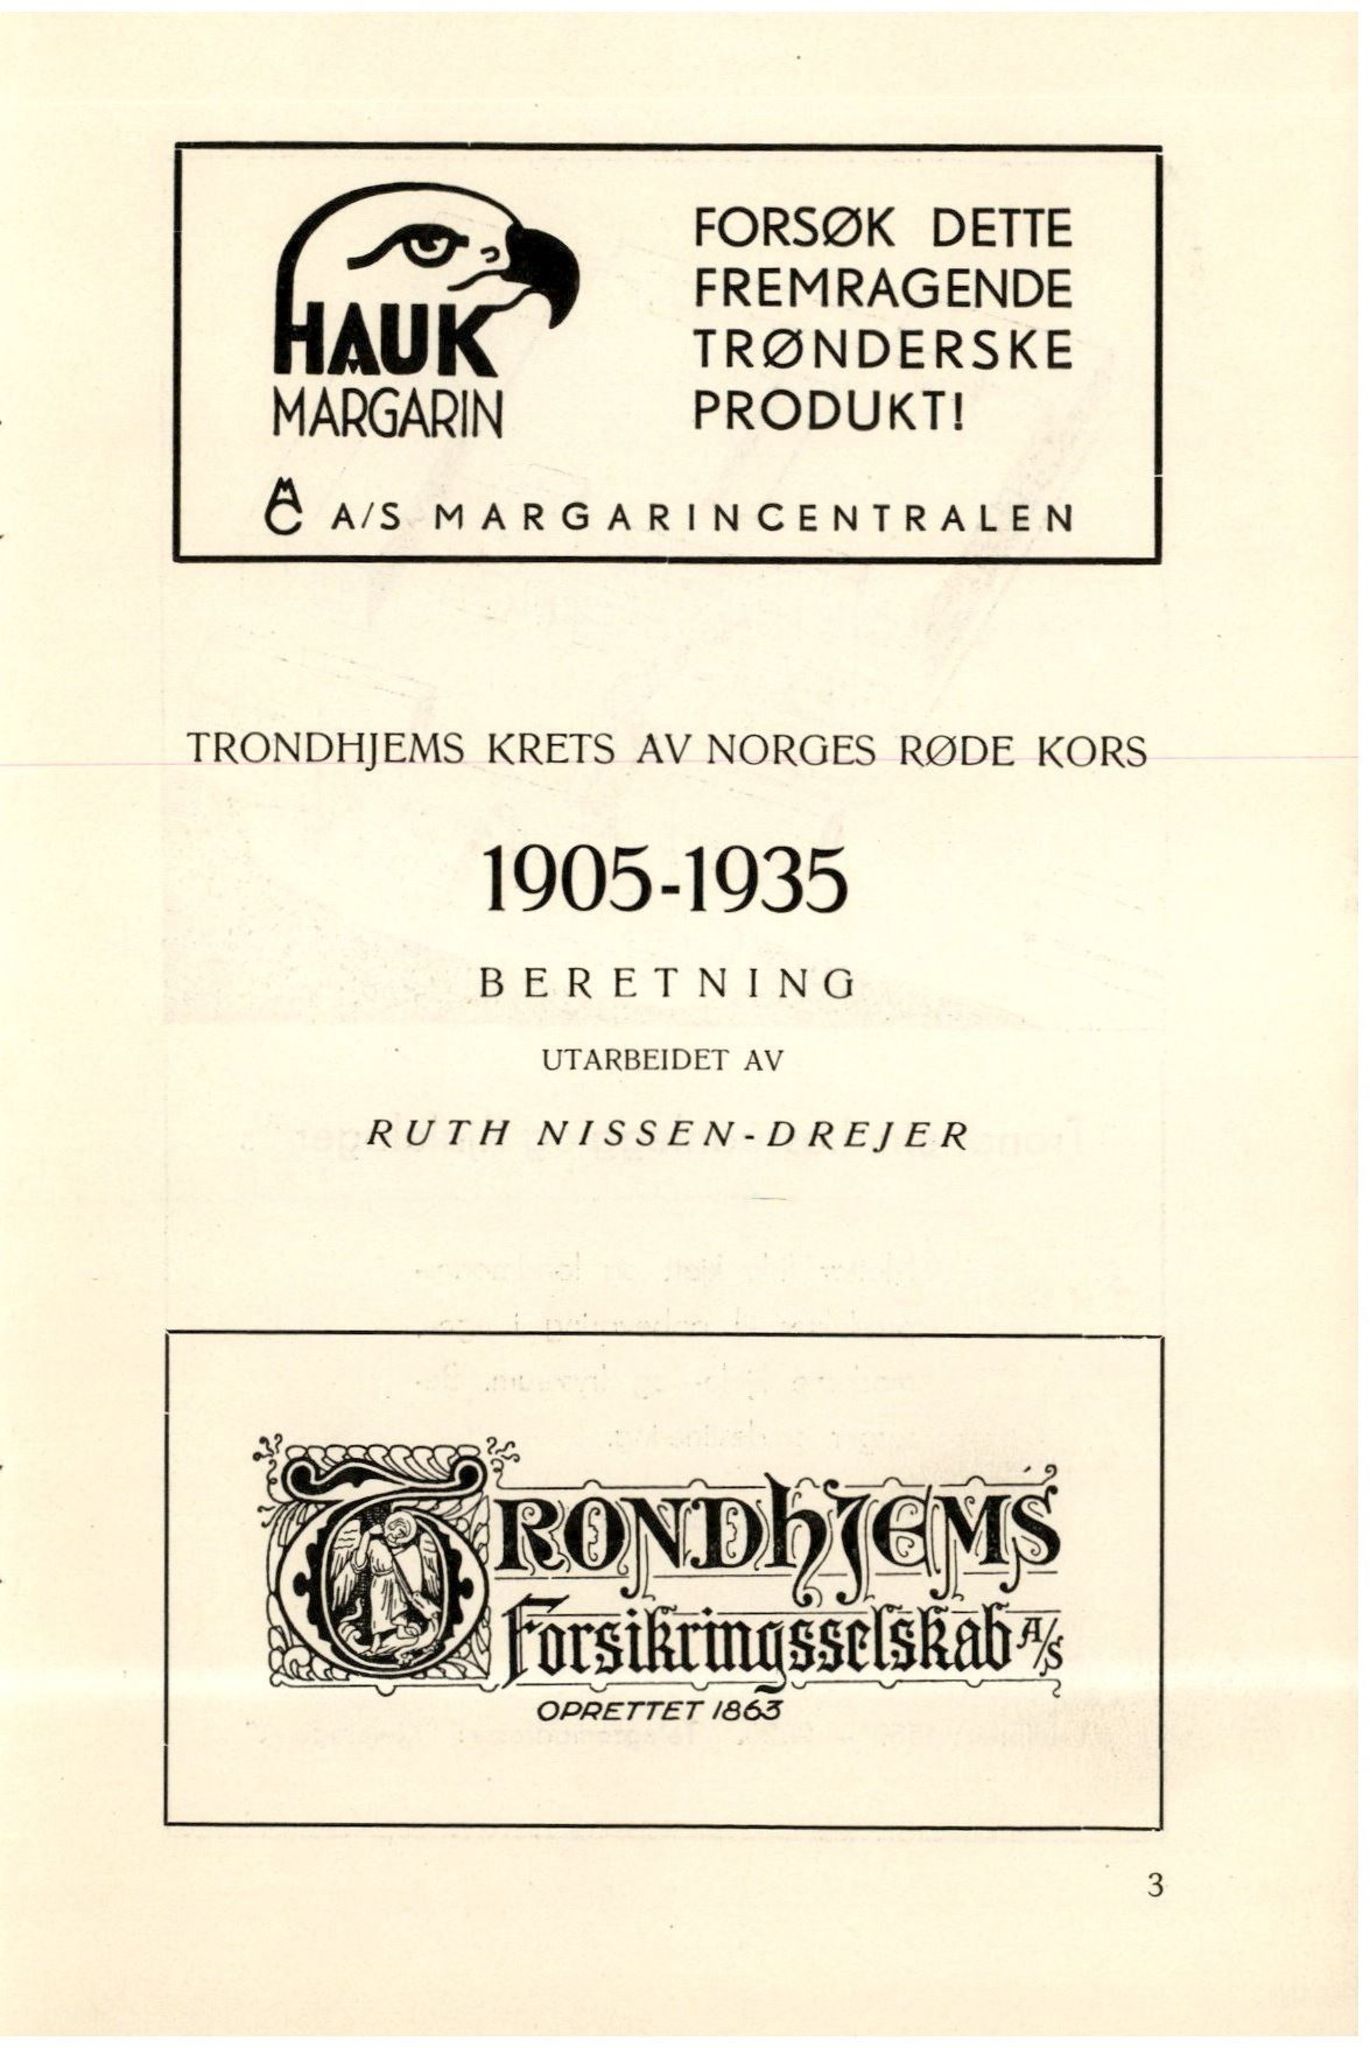 HAUK
MARGARIN
FORSØK DETTE
FREMRAGENDE
TRØNDERSKE
PRODUKT!
MC A/S MARGARINCENTRALEN
TRONDHJEMS KRETS AV NORGES RØDE KORS
1905-1935
BERETNING
UTARBEIDET AV
RUTH NISSEN-DREJER
TRONDHJEMS
Forsikringsselskab A/S
OPRETTET 1863
3